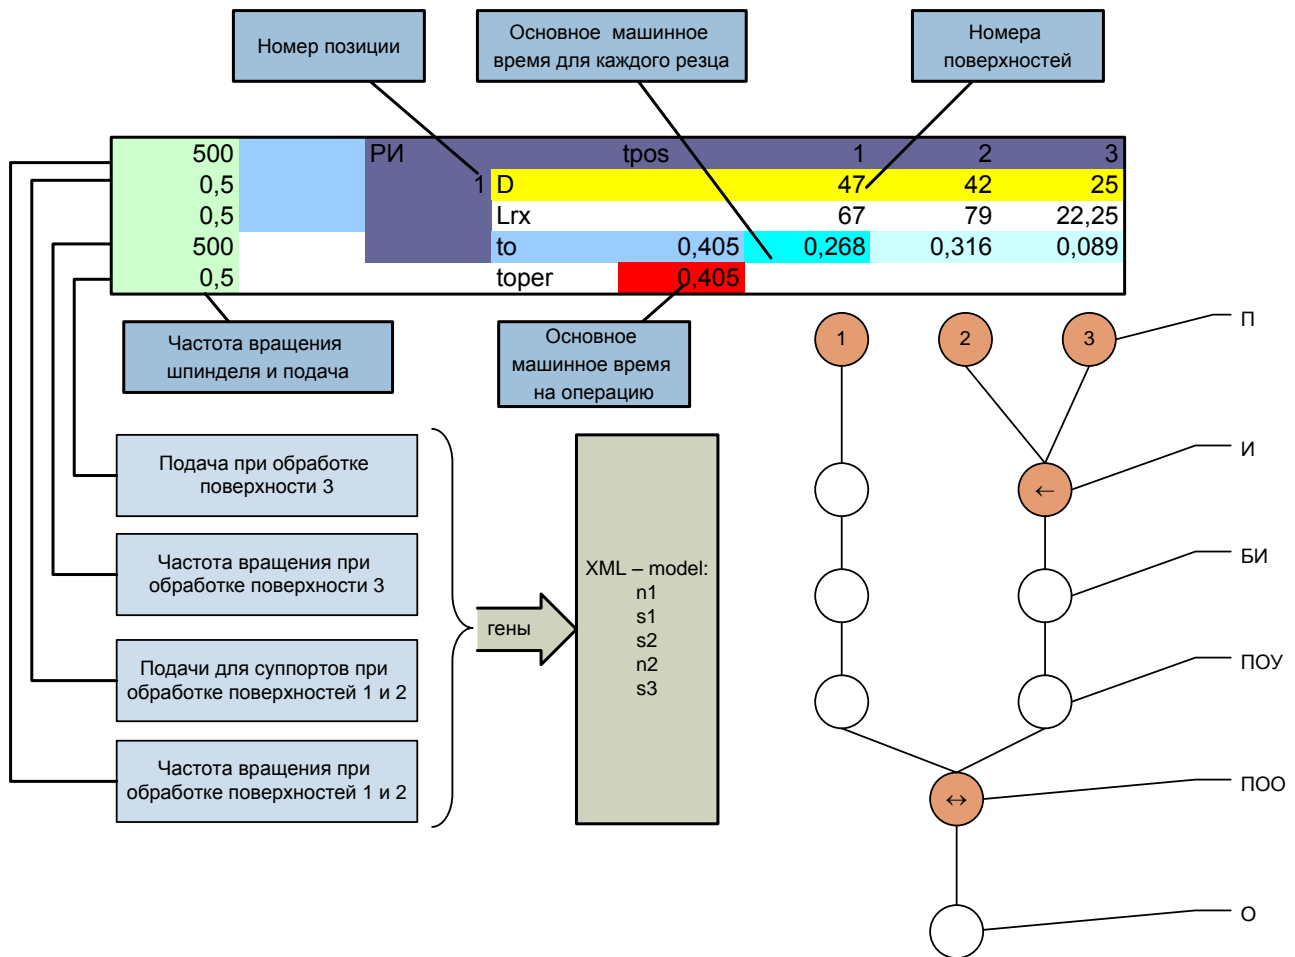 Номер позиции
Основное машинное
время для каждого резца
Номера
поверхностей
500 РИ tpos 1 2 3
0,5 1 D 47 42 25
0,5 Lrx 67 79 22,25
500 to 0,405 0,268 0,316 0,089
0,5 toper 0,405
Частота вращения
шпинделя и подача
Основное
машинное время
на операцию
1 2 3 П
Подача при обработке
поверхности 3
Частота вращения при
обработке поверхности 3
Подачи для суппортов при
обработке поверхностей 1 и 2
Частота вращения при
обработке поверхностей 1 и 2
гены
XML – model:
n1
s1
s2
n2
s3
← И
БИ
ПОУ
↔ ПОО
О